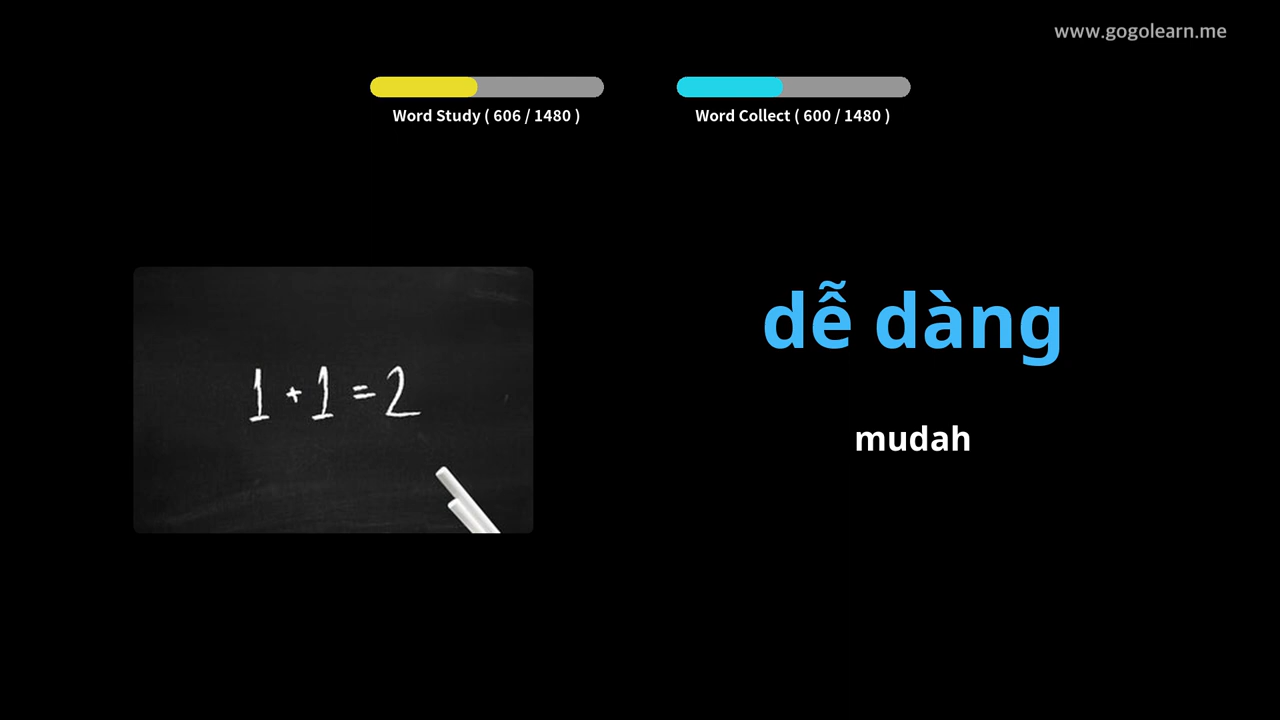 www.gogolearn.me
Word Study ( 606 / 1480 )
Word Collect ( 600 / 1480 )
1 + 1 = 2
dễ dàng
mudah